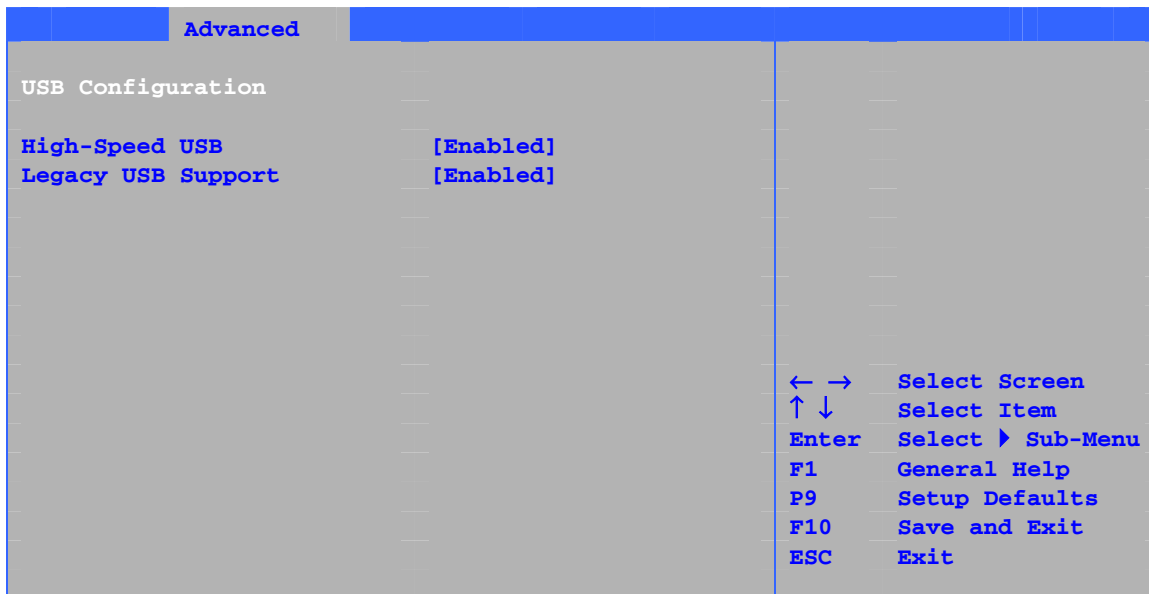 Advanced
USB Configuration
High-Speed USB [Enabled]
Legacy USB Support [Enabled]
← → Select Screen
↑ ↓ Select Item
Enter Select ▶ Sub-Menu
F1 General Help
P9 Setup Defaults
F10 Save and Exit
ESC Exit